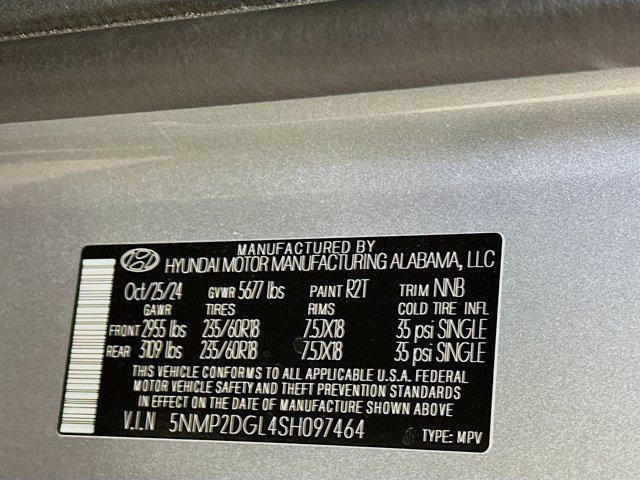 MANUFACTURED BY
HYUNDAI MOTOR MANUFACTURING ALABAMA, LLC
Oct/25/24 GVWR 5677 lbs PAINT R2T TRIM NNB
GAWR TIRES RIMS COLD TIRE INFL
FRONT 2955 lbs 235/60R18 7.5JX18 35 psi SINGLE
REAR 3109 lbs 235/60R18 7.5JX18 35 psi SINGLE
THIS VEHICLE CONFORMS TO ALL APPLICABLE U.S.A. FEDERAL
MOTOR VEHICLE SAFETY AND THEFT PREVENTION STANDARDS
IN EFFECT ON THE DATE OF MANUFACTURE SHOWN ABOVE
V.I.N 5NMP2DGL4SH097464 TYPE: MPV